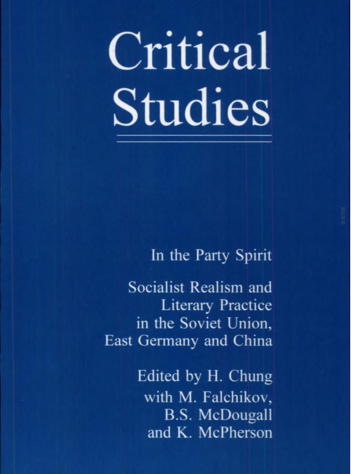 Critical
Studies
In the Party Spirit
Socialist Realism and
Literary Practice
in the Soviet Union,
East Germany and China
Edited by H. Chung
with M. Falchikov,
B.S. McDougall
and K. McPherson